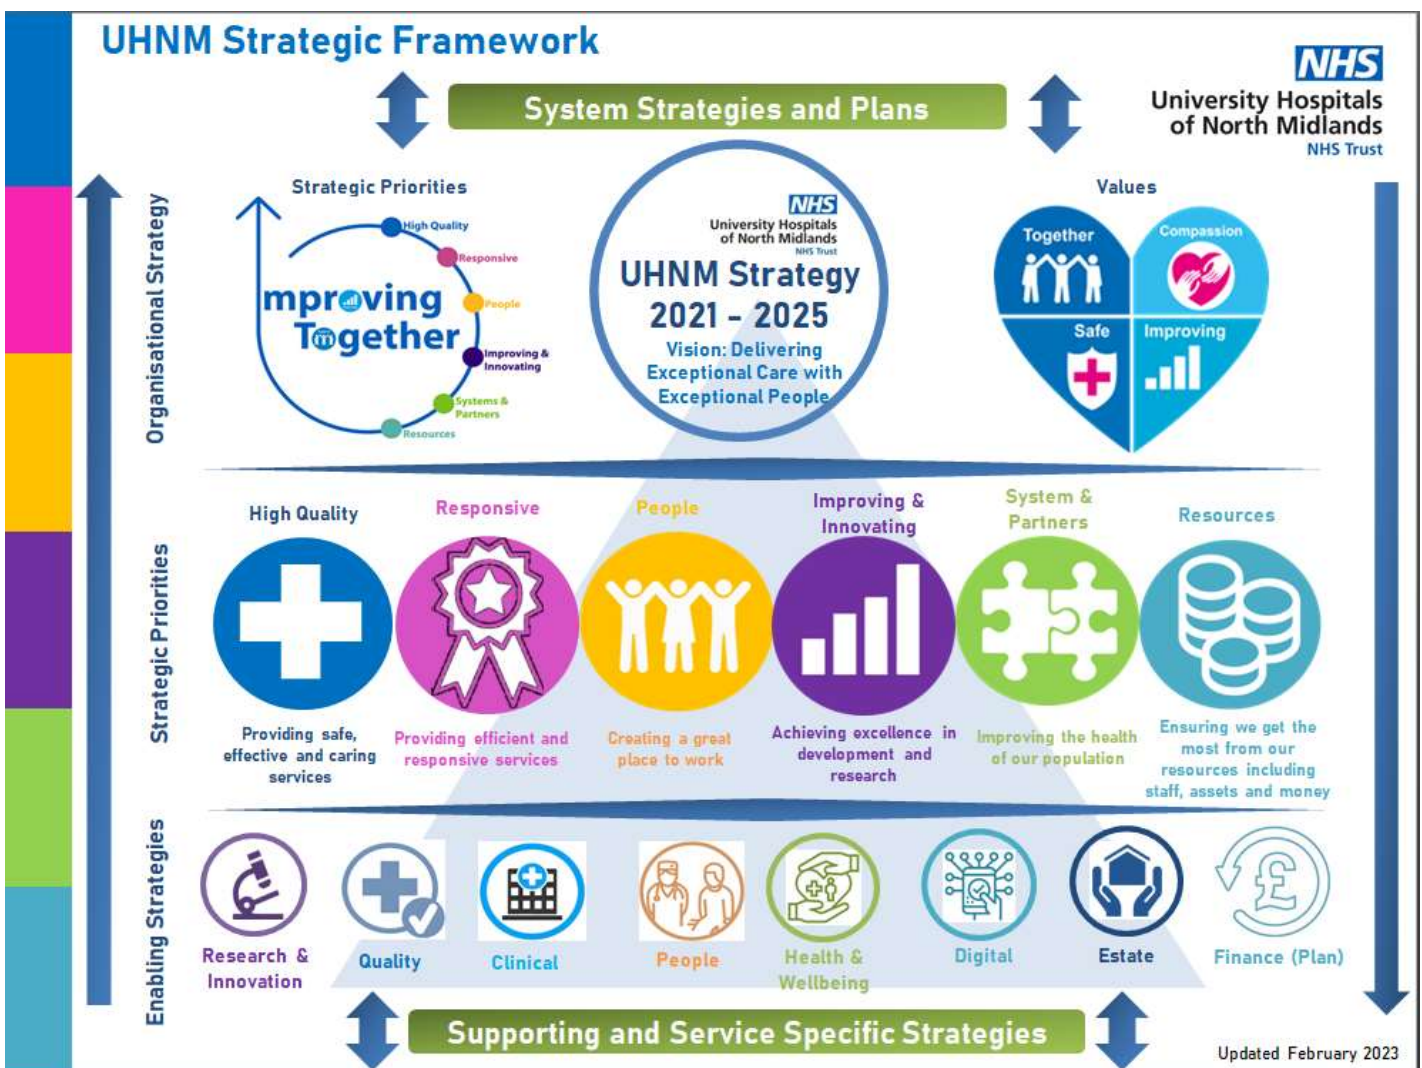 UHNM Strategic Framework
System Strategies and Plans
NHS
University Hospitals
of North Midlands
NHS Trust
Organisational Strategy
Strategic Priorities
High Quality
Responsive
People
Improving &
Innovating
Systems &
Partners
Resources
Improving
Together
NHS
University Hospitals
of North Midlands
NHS Trust
UHNM Strategy
2021 - 2025
Vision: Delivering
Exceptional Care with
Exceptional People
Values
Together
Compassion
Safe
Improving
Strategic Priorities
High Quality
Providing safe,
effective and caring
services
Responsive
Providing efficient and
responsive services
People
Creating a great
place to work
Improving &
Innovating
Achieving excellence in
development and
research
System &
Partners
Improving the health
of our population
Resources
Ensuring we get the
most from our
resources including
staff, assets and money
Enabling Strategies
Research &
Innovation
Quality
Clinical
People
Health &
Wellbeing
Digital
Estate
£
Finance (Plan)
Supporting and Service Specific Strategies
Updated February 2023